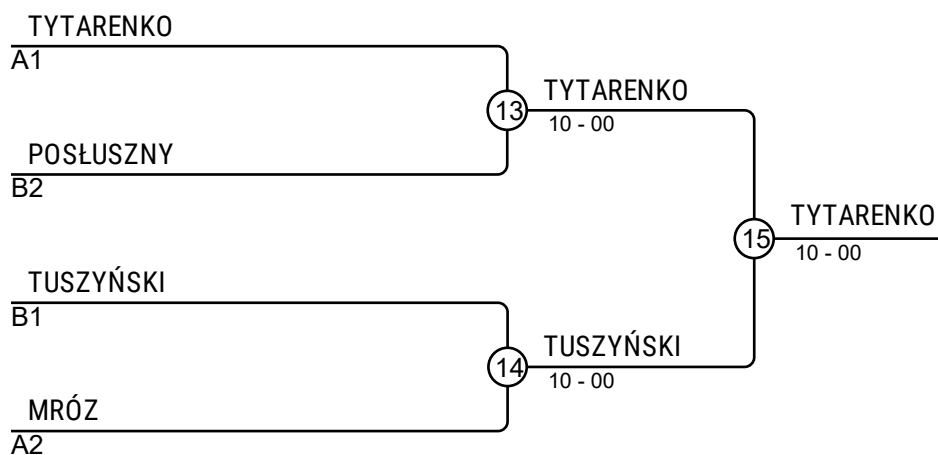 TYTARENKO
A1
13
TYTARENKO
10 - 00
POSŁUSZNY
B2
15
TYTARENKO
10 - 00
TUSZYŃSKI
B1
14
TUSZYŃSKI
10 - 00
MRÓZ
A2